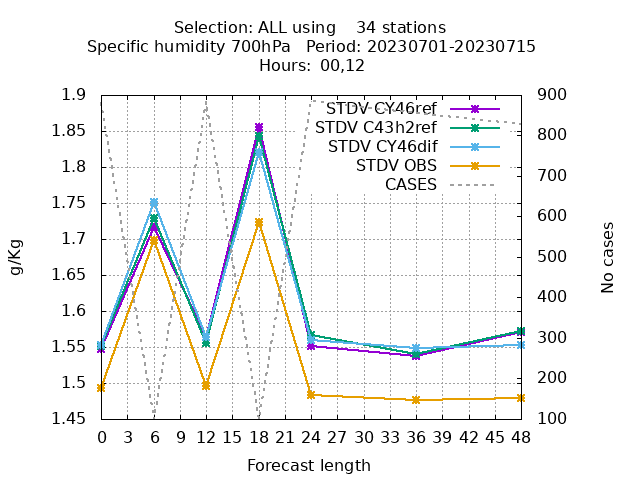 Selection: ALL using    34 stations
Specific humidity 700hPa   Period: 20230701-20230715
Hours: 00,12
1.9
1.85
1.8
1.75
1.7
1.65
1.6
1.55
1.5
1.45
900
800
700
600
500
400
300
200
100
STDV CY46ref
STDV C43h2ref
STDV CY46dif
STDV OBS
CASES
g/Kg
No cases
0 3 6 9 12 15 18 21 24 27 30 33 36 39 42 45 48
Forecast length